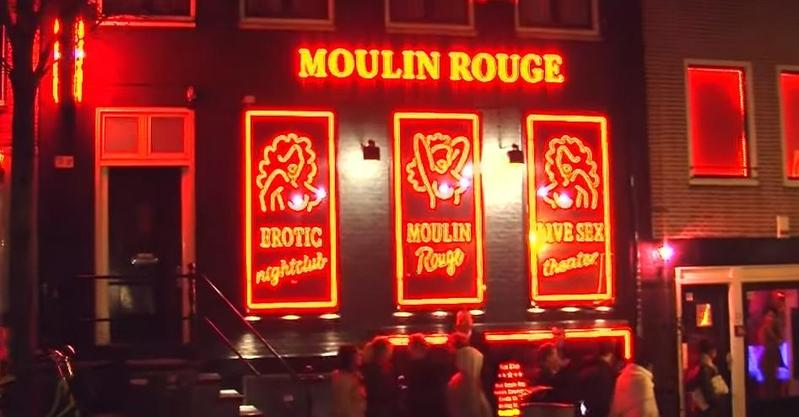 MOULIN ROUGE
EROTIC
nightclub
MOULIN
Rouge
LIVE SEX
theater